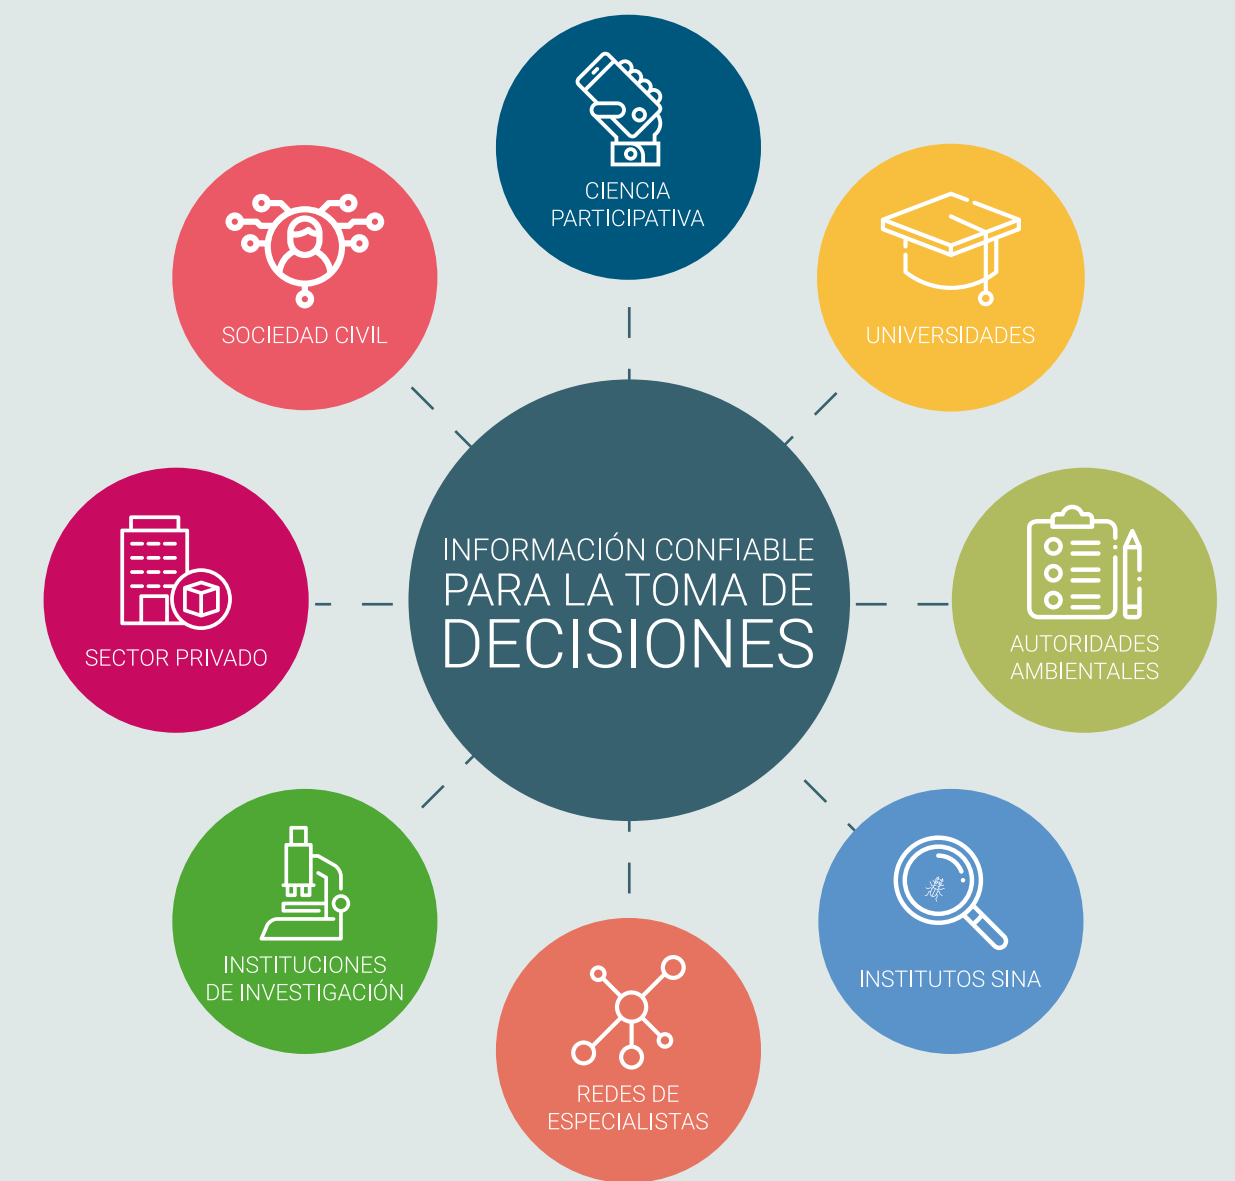 CIENCIA
PARTICIPATIVA
SOCIEDAD CIVIL
UNIVERSIDADES
INFORMACIÓN CONFIABLE
PARA LA TOMA DE
DECISIONES
SECTOR PRIVADO
AUTORIDADES
AMBIENTALES
INSTITUCIONES
DE INVESTIGACIÓN
INSTITUTOS SINA
REDES DE
ESPECIALISTAS